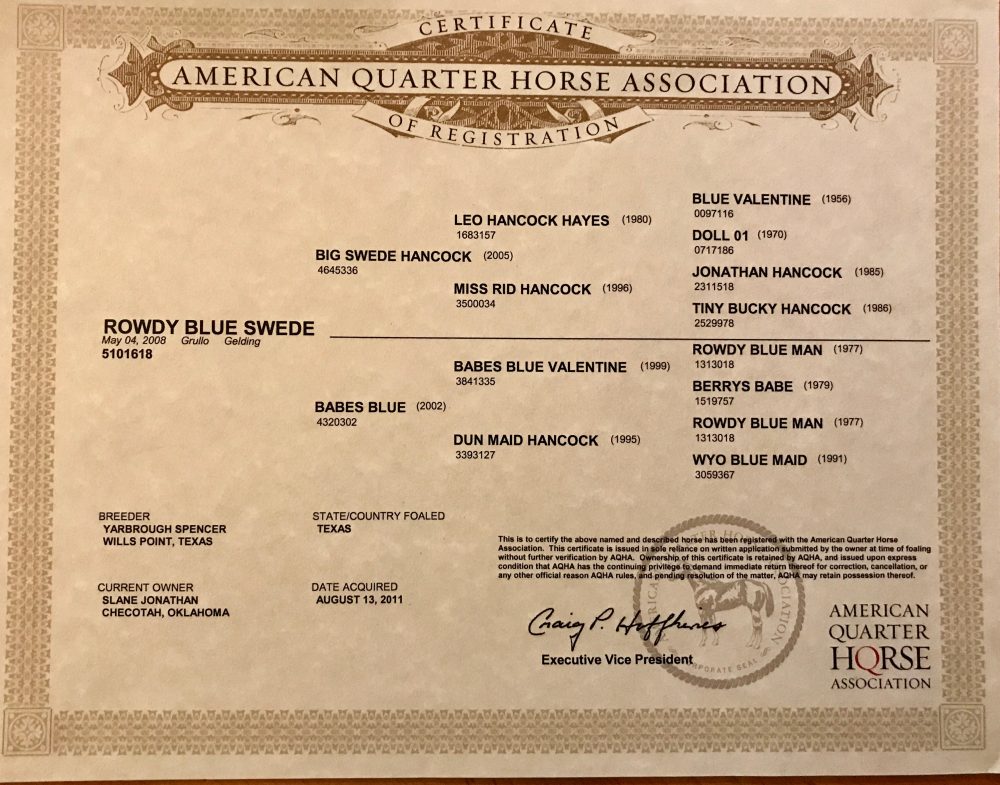 CERTIFICATE
AMERICAN QUARTER HORSE ASSOCIATION
OF REGISTRATION
BLUE VALENTINE (1956)
0097116
LEO HANCOCK HAYES (1980)
1683157
DOLL 01 (1970)
0717186
BIG SWEDE HANCOCK (2005)
4645336
JONATHAN HANCOCK (1985)
2311518
MISS RID HANCOCK (1996)
3500034
TINY BUCKY HANCOCK (1986)
2529978
ROWDY BLUE SWEDE
May 04, 2008 Grullo Gelding
5101618
ROWDY BLUE MAN (1977)
1313018
BABES BLUE VALENTINE (1999)
3841335
BERRYS BABE (1979)
1519757
BABES BLUE (2002)
4320302
ROWDY BLUE MAN (1977)
1313018
DUN MAID HANCOCK (1995)
3393127
WYO BLUE MAID (1991)
3059367
BREEDER
YARBROUGH SPENCER
WILLS POINT, TEXAS
STATE/COUNTRY FOALED
TEXAS
CURRENT OWNER
SLANE JONATHAN
CHECOTAH, OKLAHOMA
DATE ACQUIRED
AUGUST 13, 2011
This is to certify the above named and described horse has been registered with the American Quarter Horse
Association. This certificate is issued in sole reliance on written application submitted by the owner at time of foaling
without further verification by AQHA. Ownership of this certificate is retained by AQHA, and issued upon express
condition that AQHA has the continuing privilege to demand immediate return thereof for correction, cancellation, or
any other official reason AQHA rules, and pending resolution of the matter, AQHA may retain possession thereof.
Craig P. Huffhines
Executive Vice President
AMERICAN
QUARTER
HORSE
ASSOCIATION